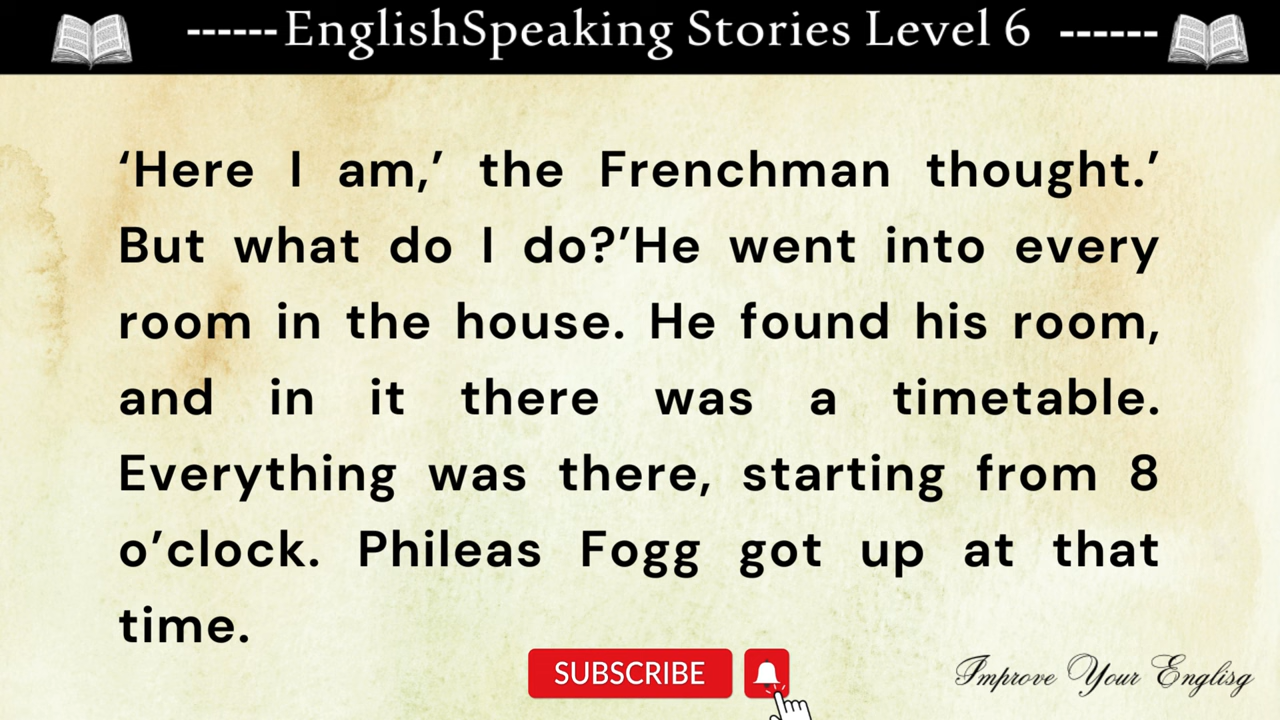 ------EnglishSpeaking Stories Level 6 ------
‘Here I am,’ the Frenchman thought.’
But what do I do?’He went into every
room in the house. He found his room,
and in it there was a timetable.
Everything was there, starting from 8
o’clock. Phileas Fogg got up at that
time.
SUBSCRIBE
Improve Your Englisg